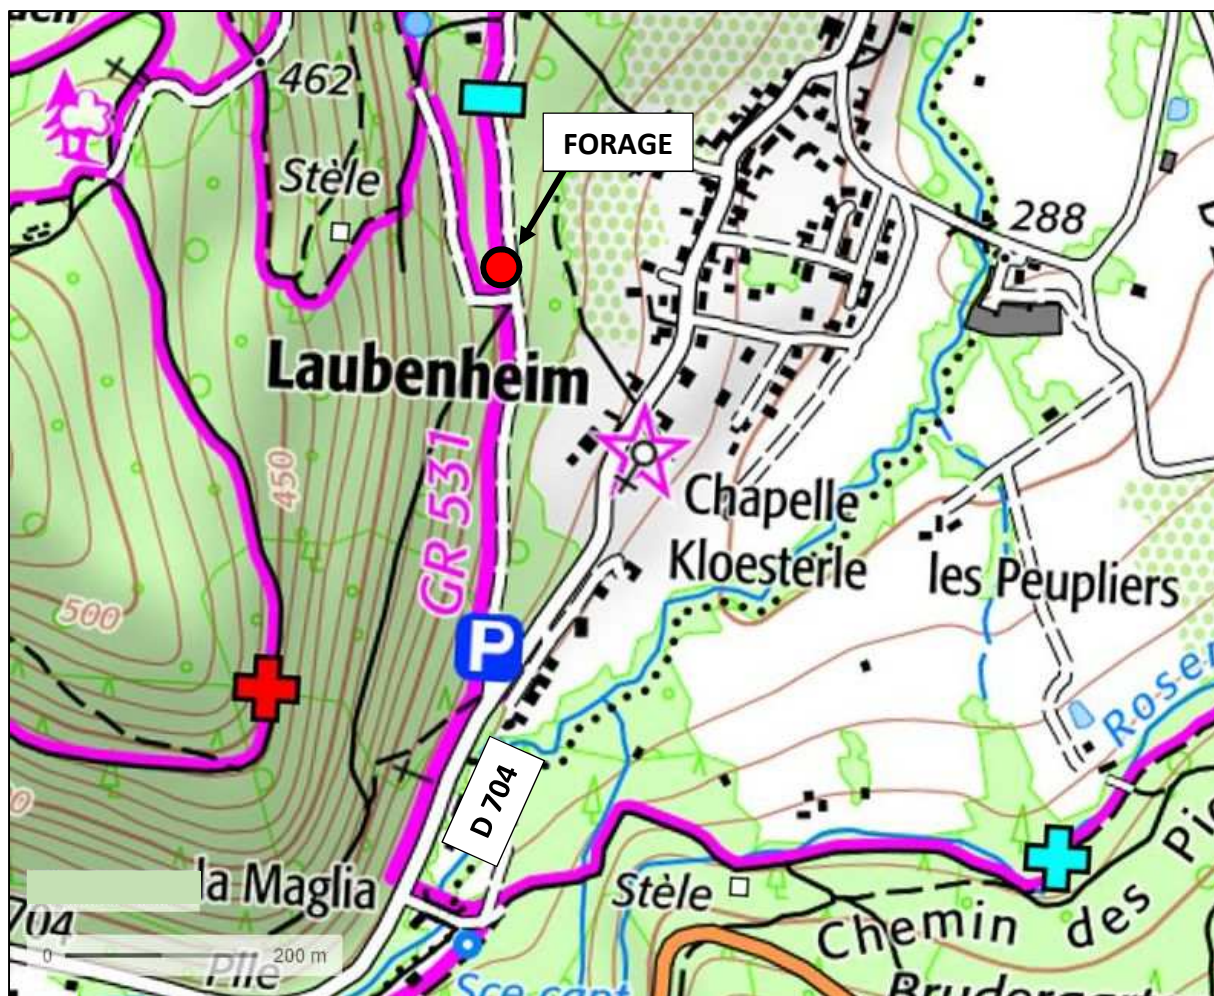 462
FORAGE
Stèle
288
Laubenheim
450
GR 531
Chapelle
Kloesterle
les Peupliers
500
P
D 704
la Maglia
Stèle
704
Chemin des
0 200 m